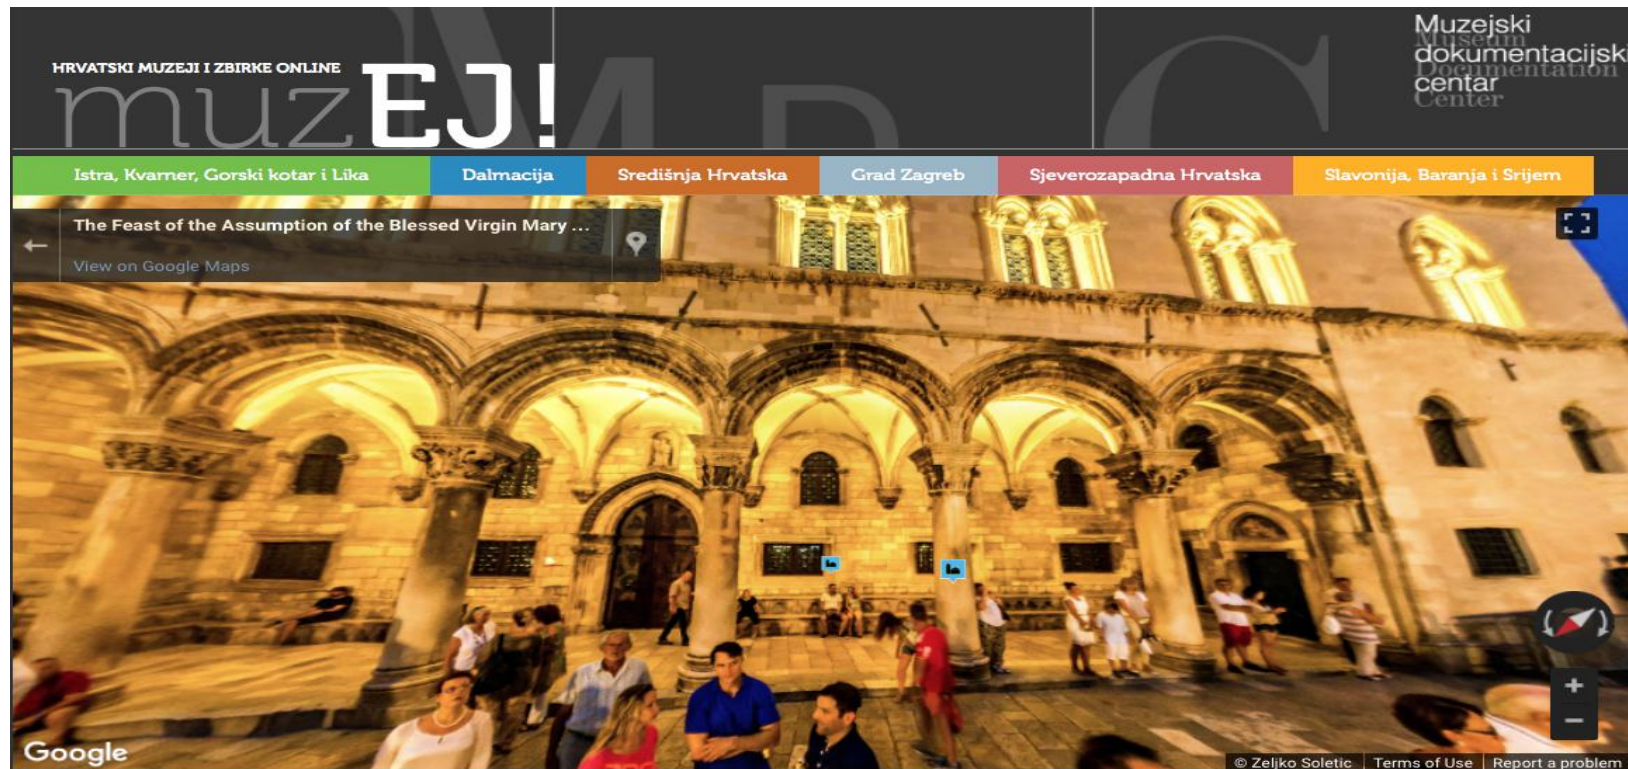 HRVATSKI MUZEJI I ZBIRKE ONLINE
muzEJ!
MDC
Muzejski
Museum
dokumentacijski
Documentation
centar
Center
Istra, Kvarner, Gorski kotar i Lika
Dalmacija
Središnja Hrvatska
Grad Zagreb
Sjeverozapadna Hrvatska
Slavonija, Baranja i Srijem
The Feast of the Assumption of the Blessed Virgin Mary ...
View on Google Maps
Google
© Zeljko Soletic
Terms of Use
Report a problem